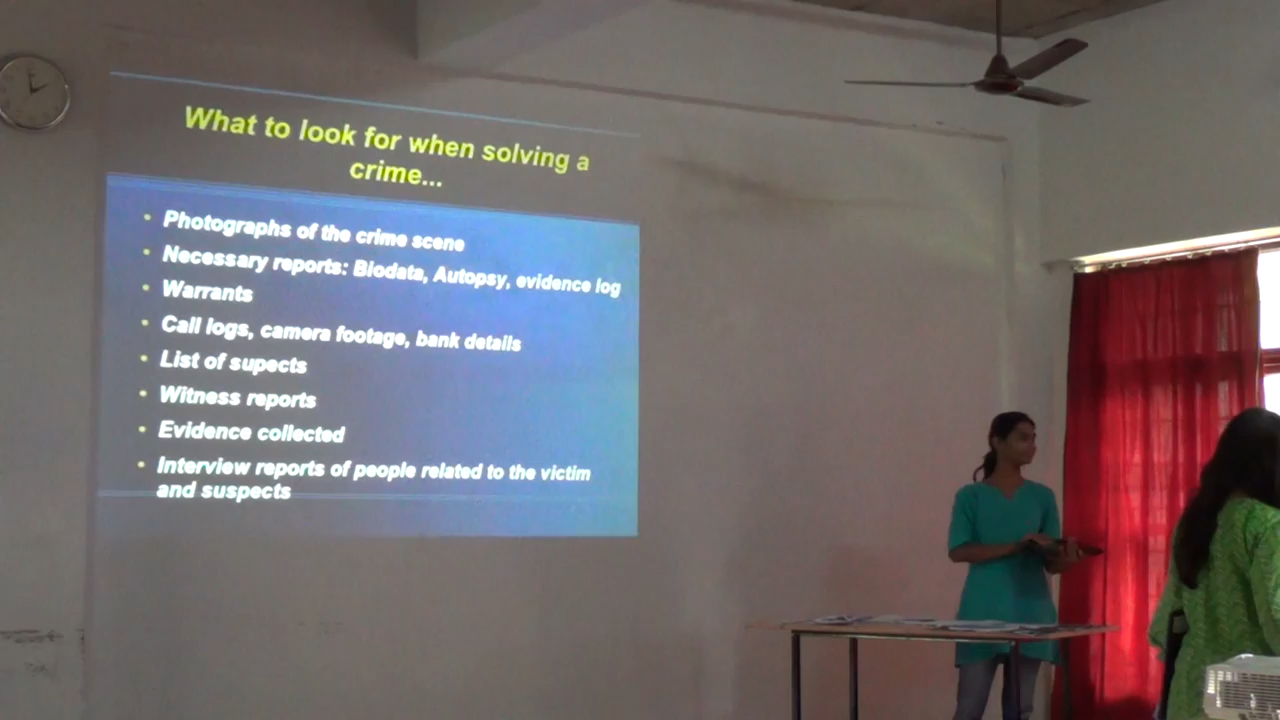 What to look for when solving a
crime...
• Photographs of the crime scene
• Necessary reports: Biodata, Autopsy, evidence log
• Warrants
• Call logs, camera footage, bank details
• List of supects
• Witness reports
• Evidence collected
• Interview reports of people related to the victim
and suspects